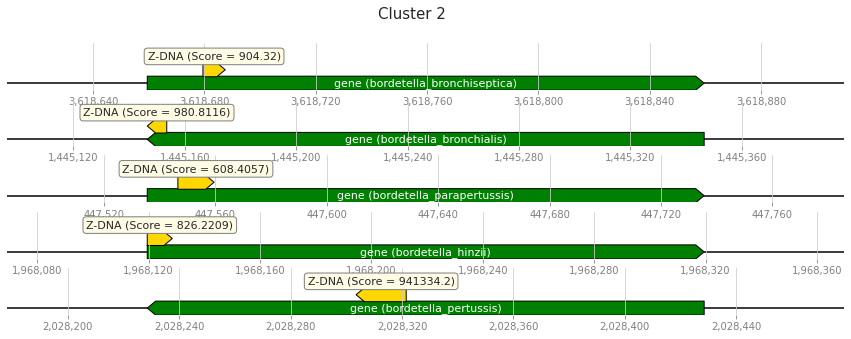 Cluster 2
Z-DNA (Score = 904.32)
gene (bordetella_bronchiseptica)
3,618,640 3,618,680 3,618,720 3,618,760 3,618,800 3,618,840 3,618,880
Z-DNA (Score = 980.8116)
gene (bordetella_bronchialis)
1,445,120 1,445,160 1,445,200 1,445,240 1,445,280 1,445,320 1,445,360
Z-DNA (Score = 608.4057)
gene (bordetella_parapertussis)
447,520 447,560 447,600 447,640 447,680 447,720 447,760
Z-DNA (Score = 826.2209)
gene (bordetella_hinzii)
1,968,080 1,968,120 1,968,160 1,968,200 1,968,240 1,968,280 1,968,320 1,968,360
Z-DNA (Score = 941334.2)
gene (bordetella_pertussis)
2,028,200 2,028,240 2,028,280 2,028,320 2,028,360 2,028,400 2,028,440